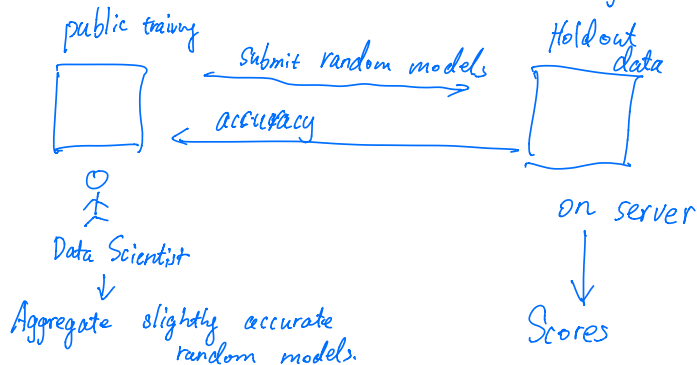 public training
submit random models
Holdout
data
accuracy
on server
Data Scientist
Aggregate slightly accurate
random models.
Scores